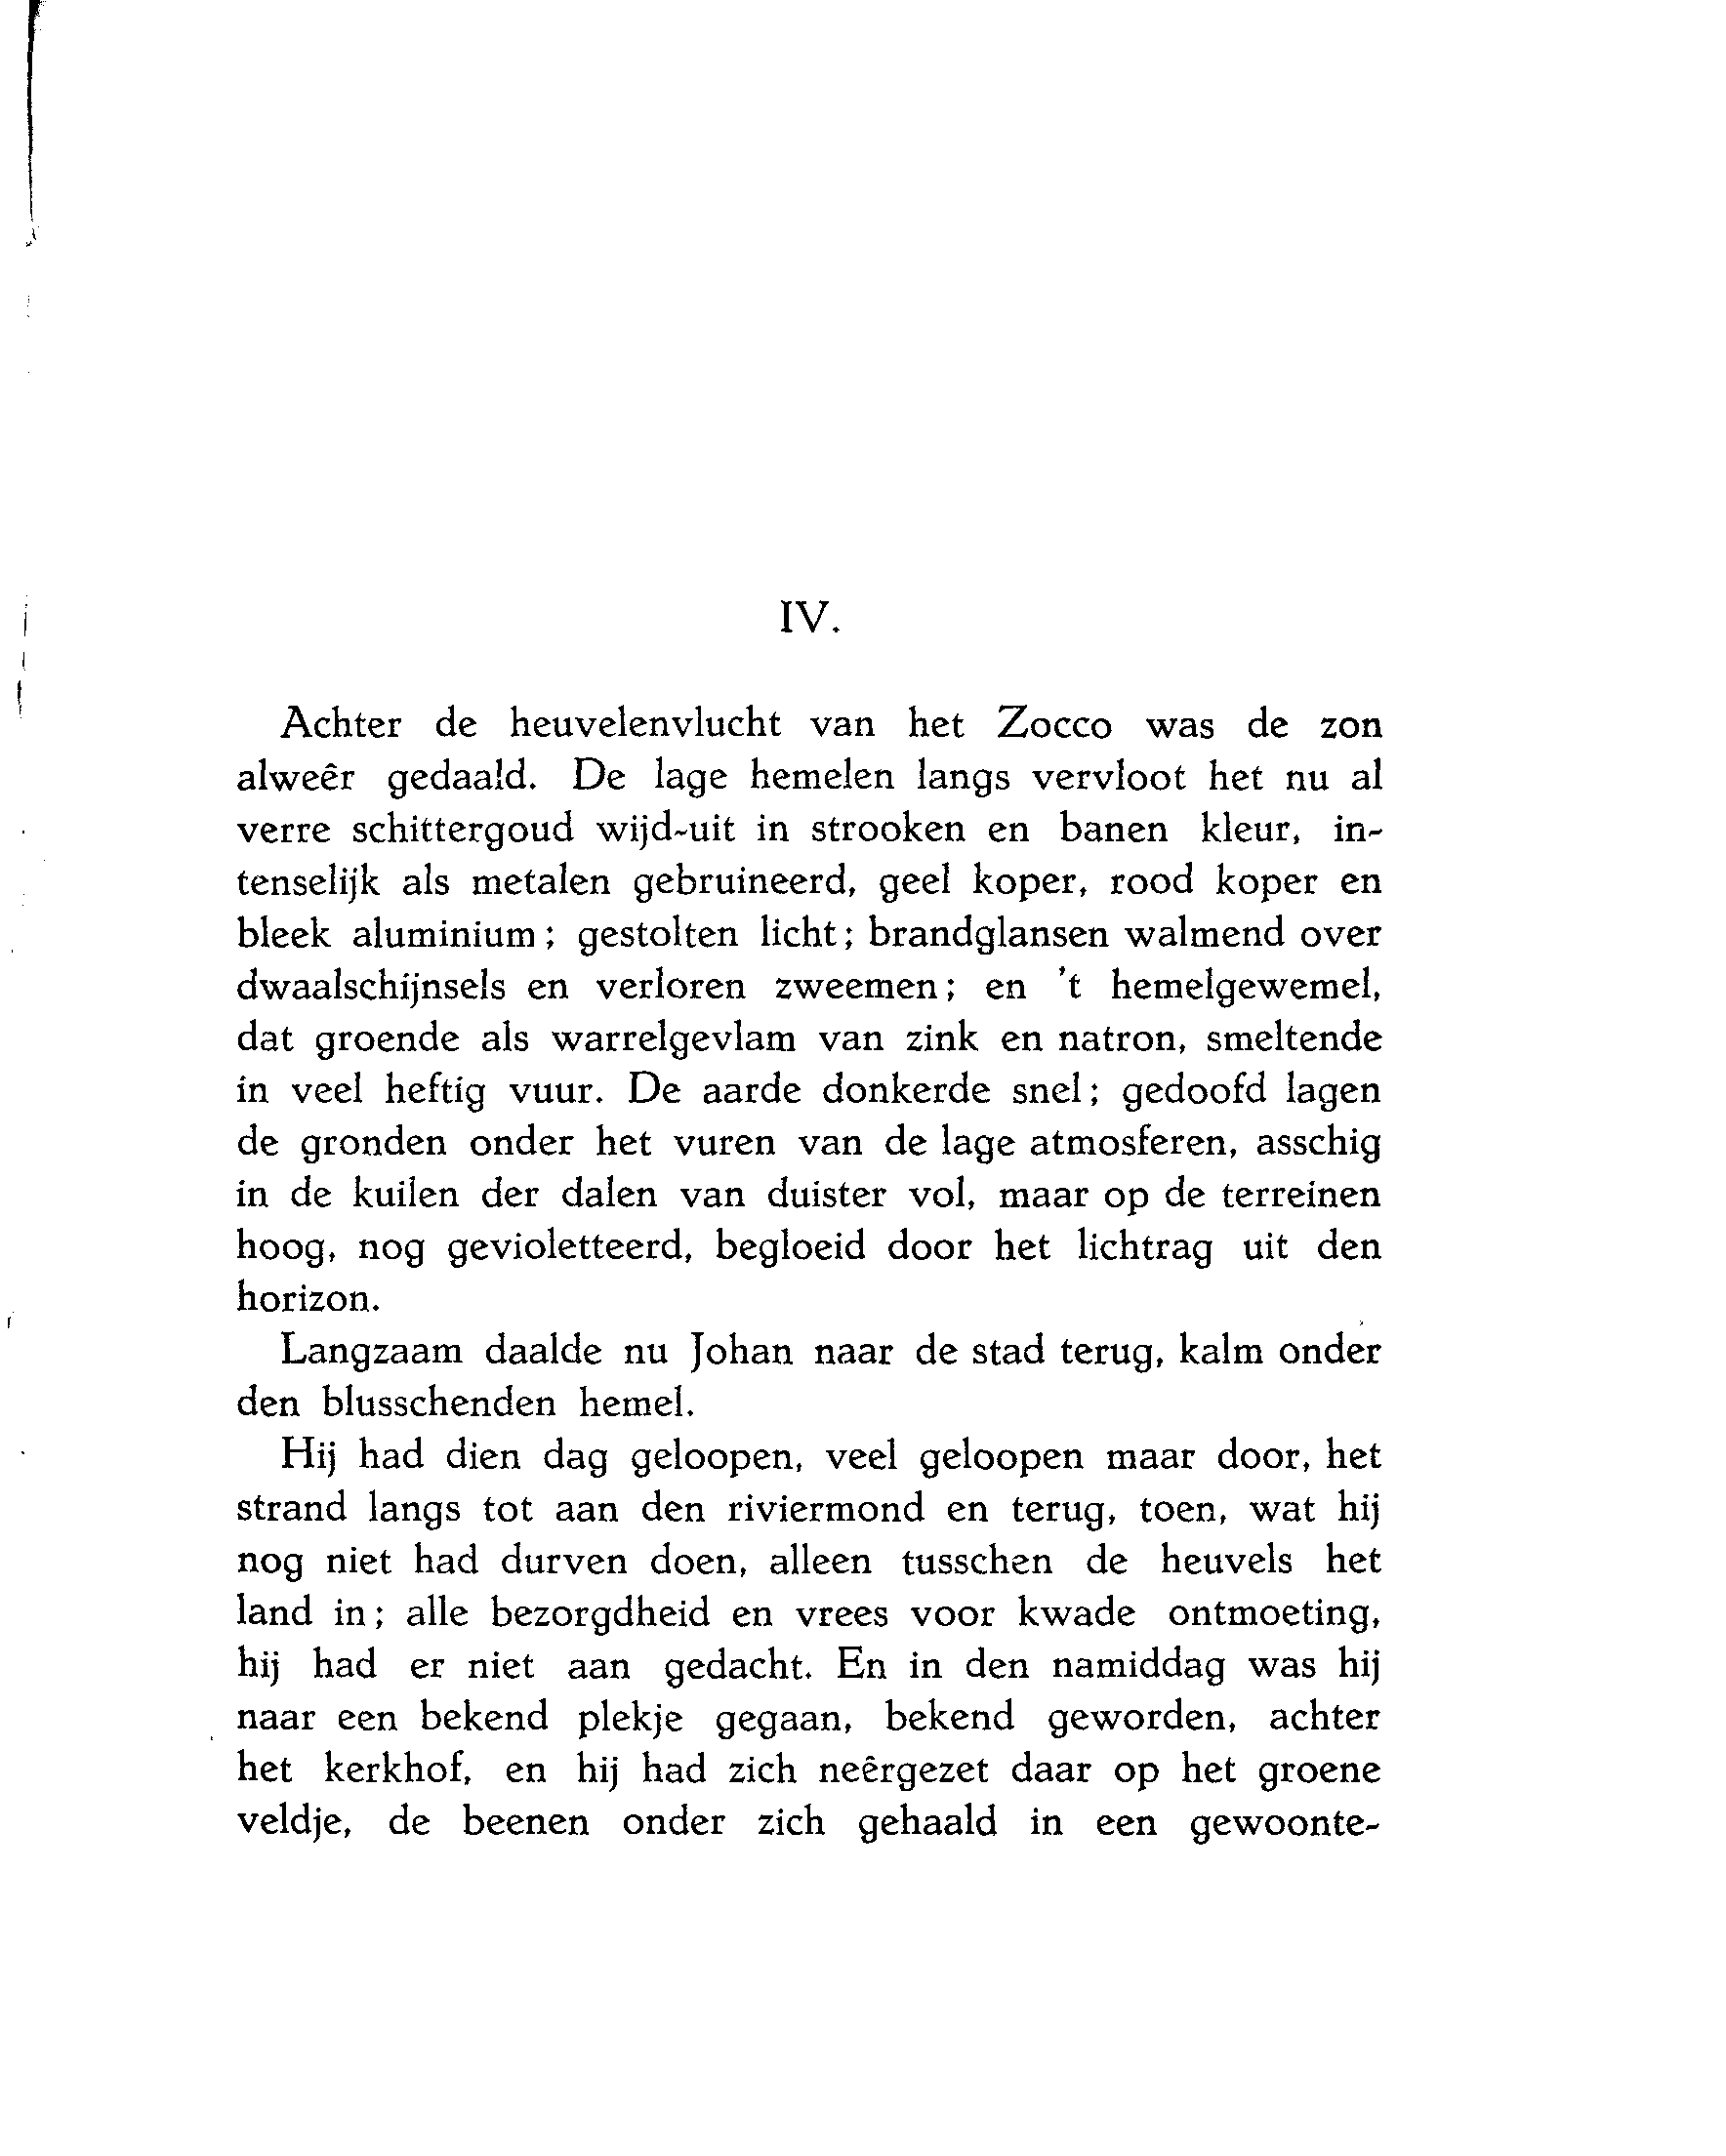 IV.
Achter de heuvelenvlucht van het Zocco was de zon
alweêr gedaald. De lage hemelen langs vervloot het nu al
verre schittergoud wijd-uit in strooken en banen kleur, in-
tenselijk als metalen gebruineerd, geel koper, rood koper en
bleek aluminium; gestolten licht; brandglansen walmend over
dwaalschijnsels en verloren zweemen; en 't hemelgewemel,
dat groende als warrelgevlam van zink en natron, smeltende
in veel heftig vuur. De aarde donkerde snel; gedoofd lagen
de gronden onder het vuren van de lage atmosferen, asschig
in de kuilen der dalen van duister vol, maar op de terreinen
hoog, nog gevioletteerd, begloeid door het lichtrag uit den
horizon.
Langzaam daalde nu Johan naar de stad terug, kalm onder
den blusschenden hemel.
Hij had dien dag geloopen, veel geloopen maar door, het
strand langs tot aan den riviermond en terug, toen, wat hij
nog niet had durven doen, alleen tusschen de heuvels het
land in; alle bezorgdheid en vrees voor kwade ontmoeting,
hij had er niet aan gedacht. En in den namiddag was hij
naar een bekend plekje gegaan, bekend geworden, achter
het kerkhof, en hij had zich neêrgezet daar op het groene
veldje, de beenen onder zich gehaald in een gewoonte-